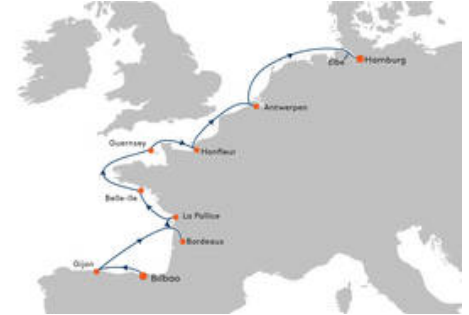 Elbe
Hamburg
Antwerpen
Guernsey
Honfleur
Belle-Ile
La Pallice
Bordeaux
Gijon
Bilbao